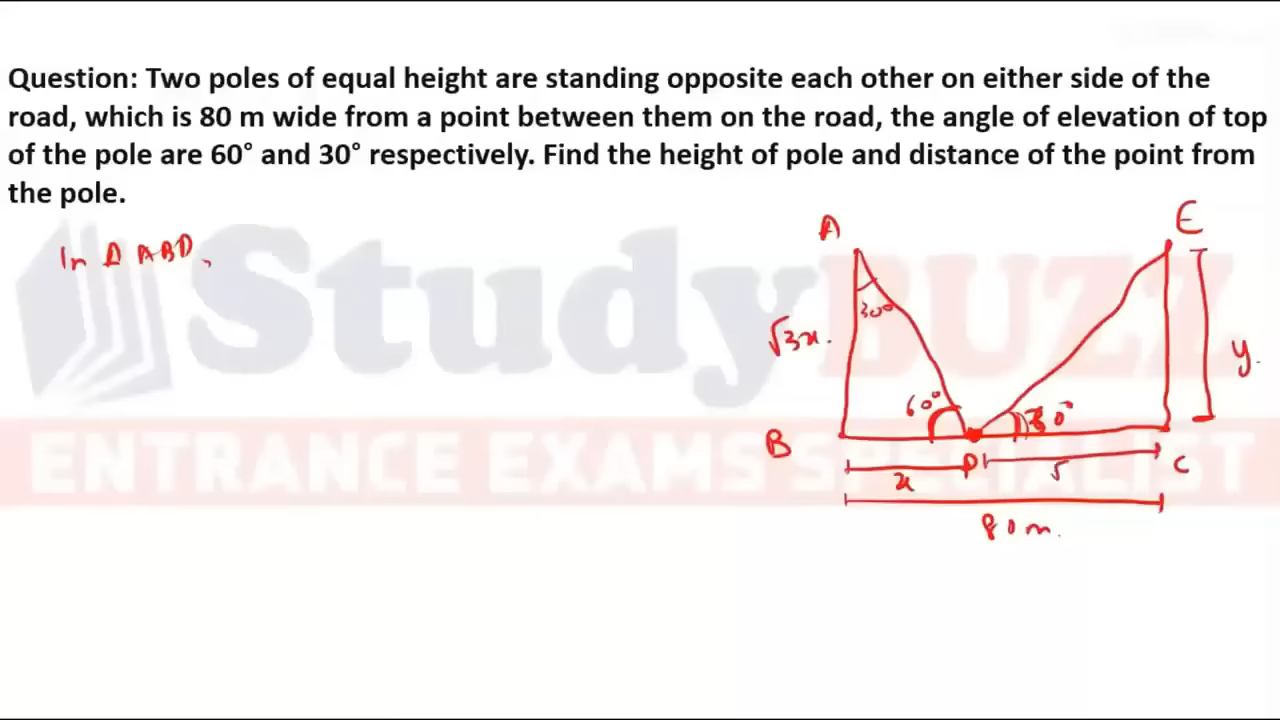 Question: Two poles of equal height are standing opposite each other on either side of the
road, which is 80 m wide from a point between them on the road, the angle of elevation of top
of the pole are 60° and 30° respectively. Find the height of pole and distance of the point from
the pole.
In Δ ABD,
A
E
30°
√3x.
y.
60°
30°
B
D
C
x
5
80m.
StudyBUZZ
ENTRANCE EXAMS SPECIALIST